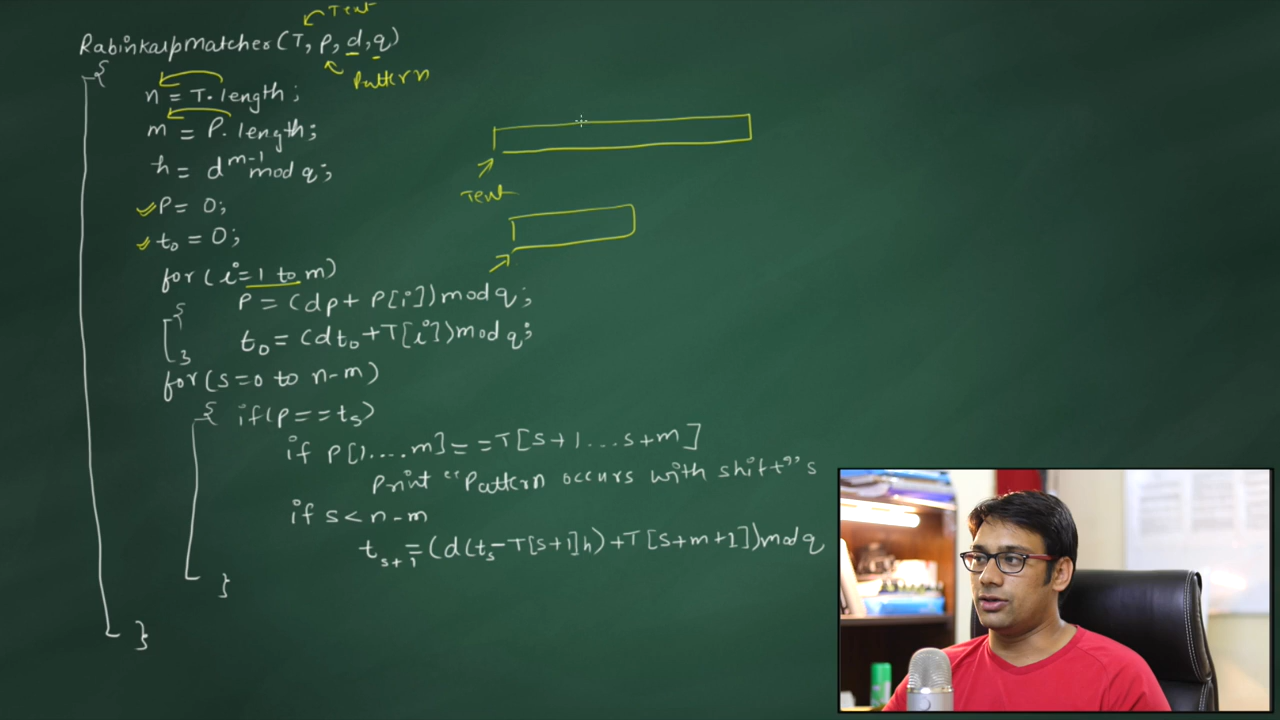 Text
Rabinkarpmatcher(T, P, d, q)
Pattern
{
n = T.length;
m = P.length;
h = d^m-1 mod q;
P = 0;
t₀ = 0;
Text
for (i=1 to m)
{
P = (dp + P[i]) mod q;
t₀ = (dt₀ + T[i]) mod q;
}
for (s=0 to n-m)
{ if(P==ts)
if P[1....m]==T[s+1...s+m]
Print "Pattern occurs with shift" s
if s<n-m
ts+1 = (d(ts-T[s+1]h)+T[s+m+1]) mod q
}
}